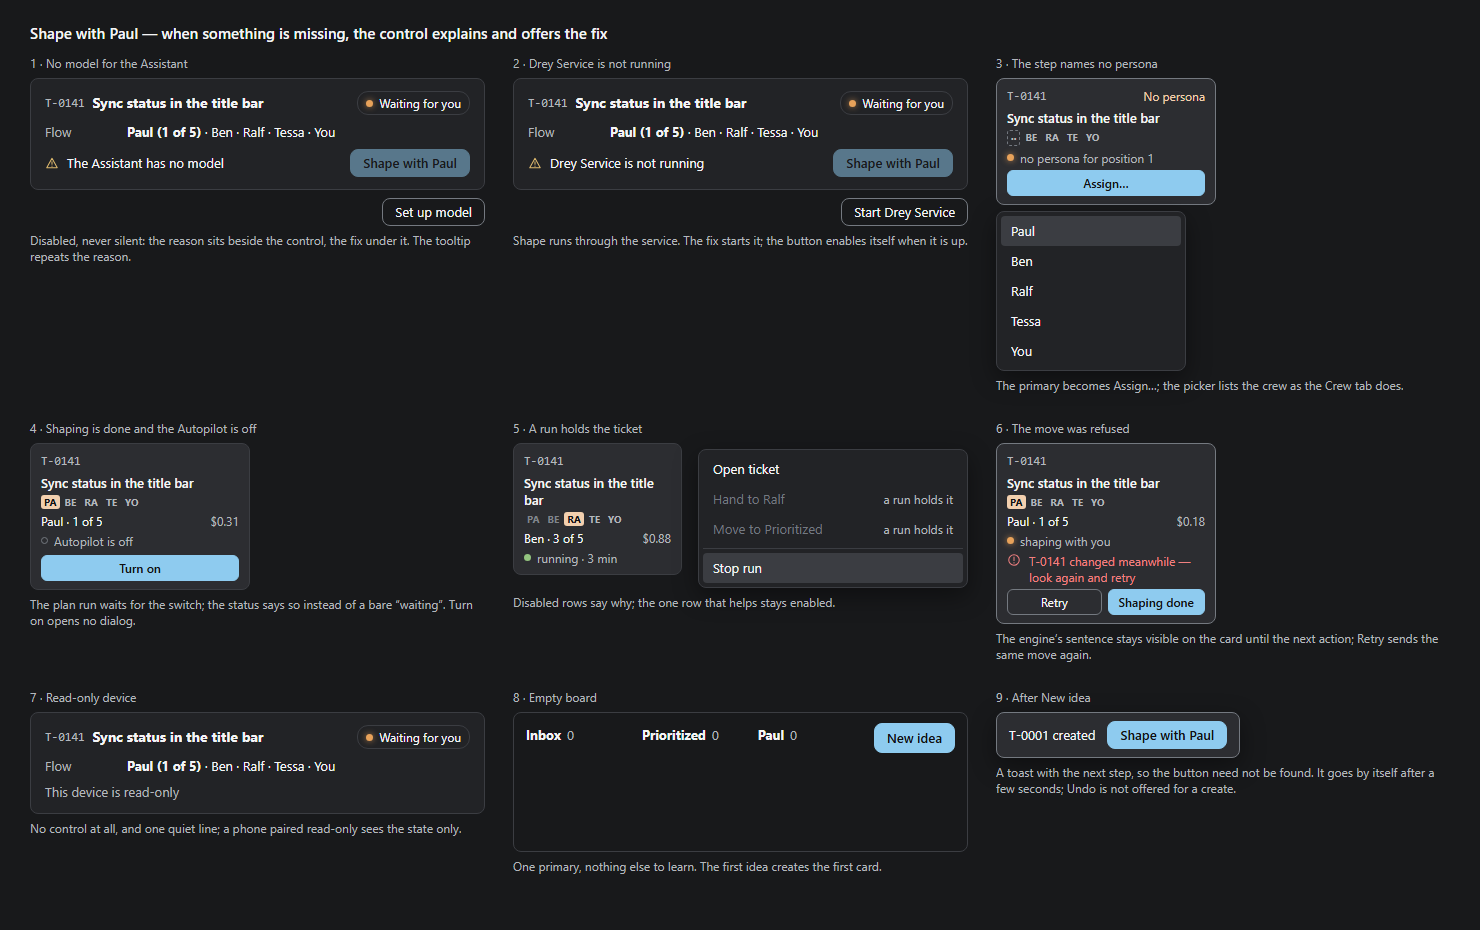 Shape with Paul — when something is missing, the control explains and offers the fix
1 · No model for the Assistant
T-0141 Sync status in the title bar
Waiting for you
Flow
Paul (1 of 5) · Ben · Ralf · Tessa · You
The Assistant has no model
Shape with Paul
Set up model
Disabled, never silent: the reason sits beside the control, the fix under it. The tooltip
repeats the reason.
2 · Drey Service is not running
T-0141 Sync status in the title bar
Waiting for you
Flow
Paul (1 of 5) · Ben · Ralf · Tessa · You
Drey Service is not running
Shape with Paul
Start Drey Service
Shape runs through the service. The fix starts it; the button enables itself when it is up.
3 · The step names no persona
T-0141
No persona
Sync status in the title bar
-- BE RA TE YO
no persona for position 1
Assign...
Paul
Ben
Ralf
Tessa
You
The primary becomes Assign...; the picker lists the crew as the Crew tab does.
4 · Shaping is done and the Autopilot is off
T-0141
Sync status in the title bar
PA BE RA TE YO
Paul · 1 of 5
$0.31
Autopilot is off
Turn on
The plan run waits for the switch; the status says so instead of a bare “waiting”. Turn
on opens no dialog.
5 · A run holds the ticket
T-0141
Sync status in the title
bar
PA BE RA TE YO
Ben · 3 of 5
$0.88
running · 3 min
Open ticket
Hand to Ralf
a run holds it
Move to Prioritized
a run holds it
Stop run
Disabled rows say why; the one row that helps stays enabled.
6 · The move was refused
T-0141
Sync status in the title bar
PA BE RA TE YO
Paul · 1 of 5
$0.18
shaping with you
T-0141 changed meanwhile —
look again and retry
Retry
Shaping done
The engine’s sentence stays visible on the card until the next action; Retry sends the
same move again.
7 · Read-only device
T-0141 Sync status in the title bar
Waiting for you
Flow
Paul (1 of 5) · Ben · Ralf · Tessa · You
This device is read-only
No control at all, and one quiet line; a phone paired read-only sees the state only.
8 · Empty board
Inbox 0
Prioritized 0
Paul 0
New idea
One primary, nothing else to learn. The first idea creates the first card.
9 · After New idea
T-0001 created
Shape with Paul
A toast with the next step, so the button need not be found. It goes by itself after a
few seconds; Undo is not offered for a create.